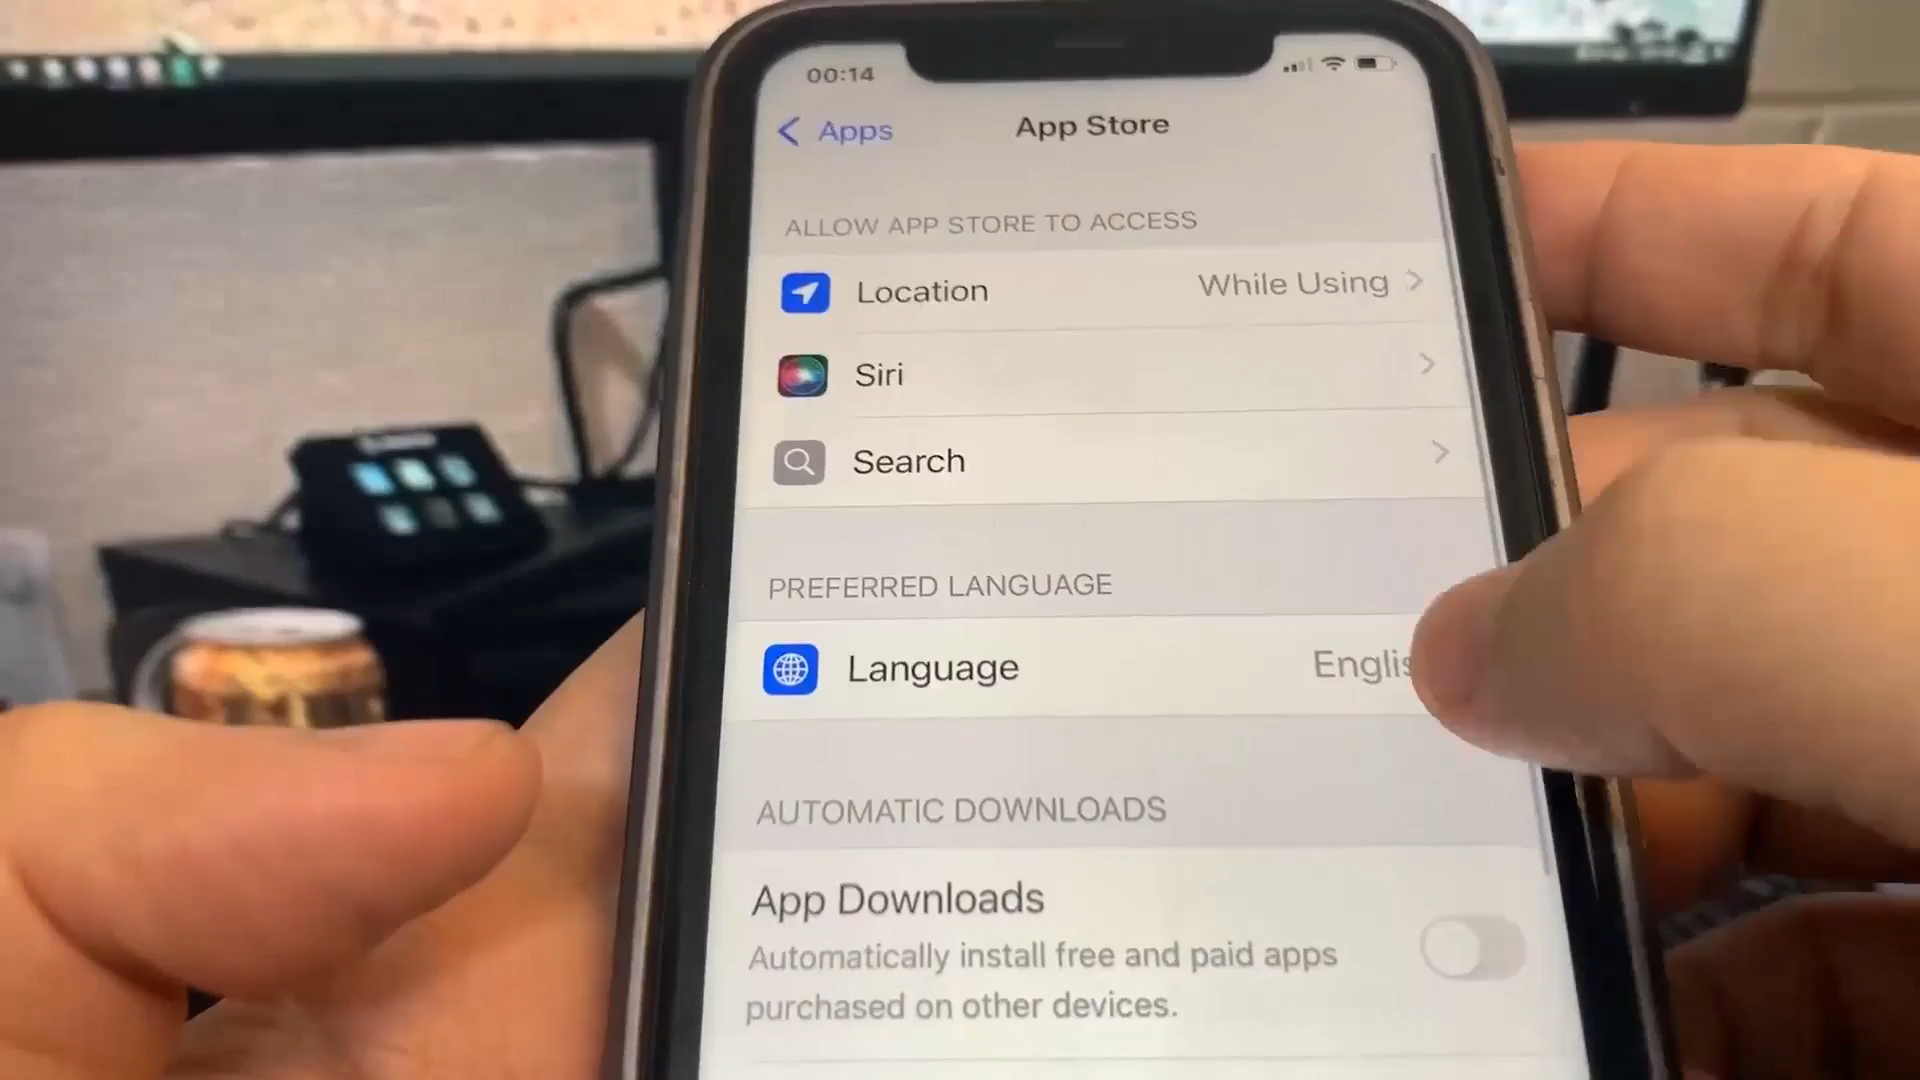 00:14
Apps
App Store
ALLOW APP STORE TO ACCESS
Location While Using
Siri
Search
PREFERRED LANGUAGE
Language Englis
AUTOMATIC DOWNLOADS
App Downloads
Automatically install free and paid apps
purchased on other devices.